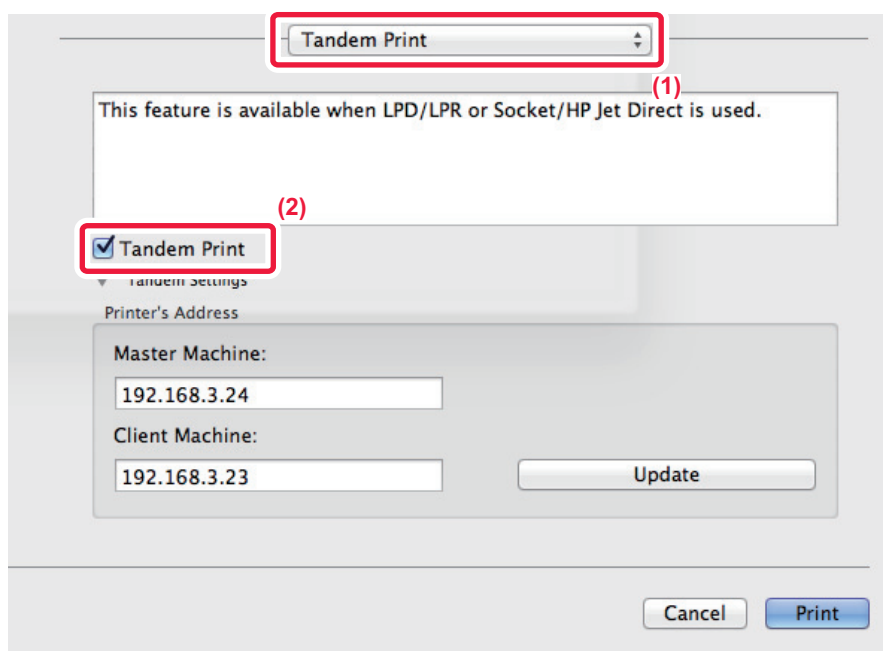 Tandem Print
(1)
This feature is available when LPD/LPR or Socket/HP Jet Direct is used.
(2)
Tandem Print
Tandem Settings
Printer's Address
Master Machine:
192.168.3.24
Client Machine:
192.168.3.23
Update
Cancel
Print